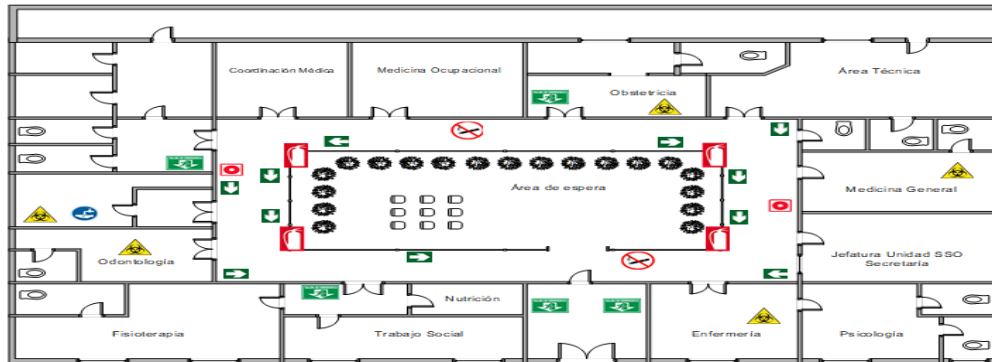 Coordinación Médica
Medicina Ocupacional
Área Técnica
Obstetricia
Área de espera
Medicina General
Odontología
Jefatura Unidad SSO
Secretaría
Nutrición
Fisioterapia
Trabajo Social
Enfermería
Psicología